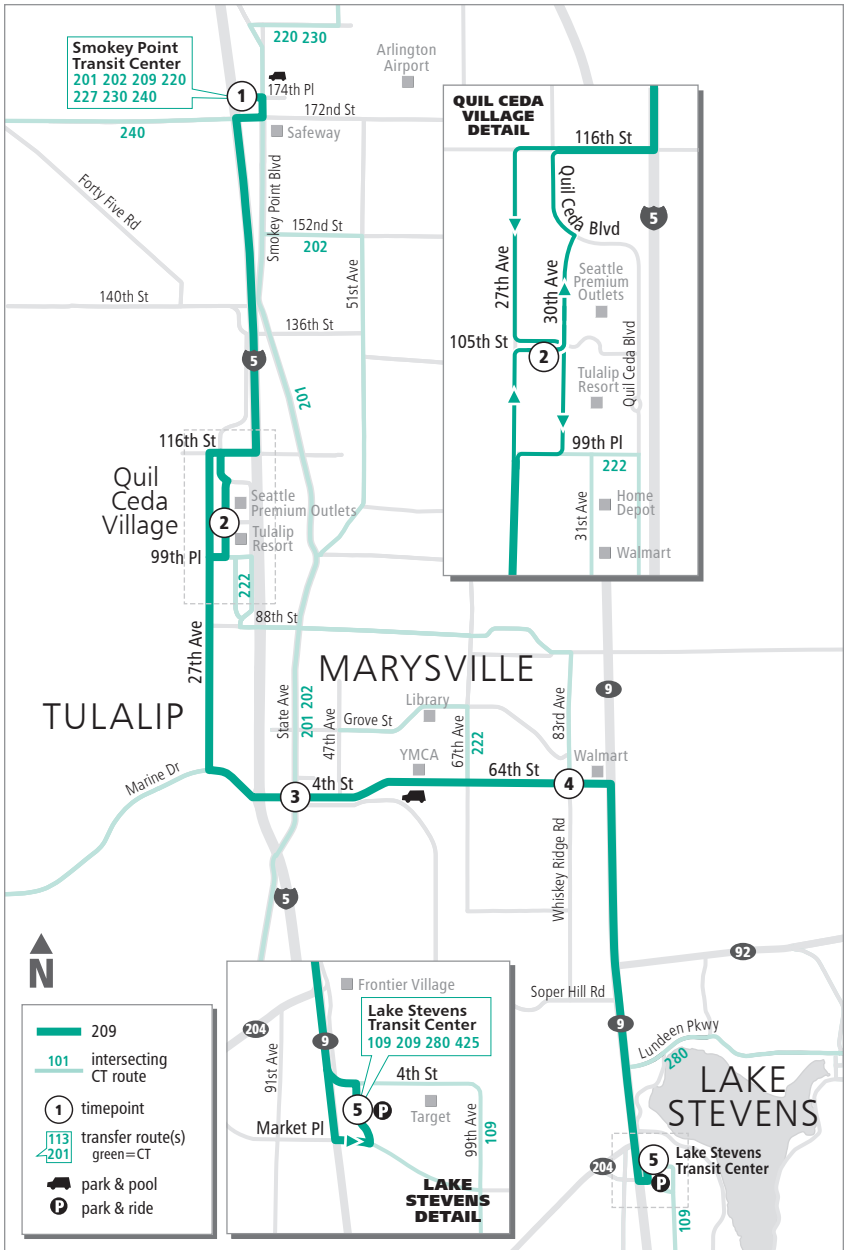 220 230
Smokey Point
Transit Center
201 202 209 220
227 230 240
Arlington
Airport
1
174th Pl
172nd St
240
Safeway
Forty Five Rd
Smokey Point Blvd
152nd St
202
51st Ave
140th St
136th St
5
201
116th St
Quil
Ceda
Village
Seattle
Premium Outlets
2
Tulalip
Resort
99th Pl
222
88th St
27th Ave
QUIL CEDA
VILLAGE
DETAIL
116th St
Quil Ceda Blvd
5
27th Ave
30th Ave
Seattle
Premium
Outlets
105th St
2
Quil Ceda Blvd
Tulalip
Resort
99th Pl
222
31st Ave
Home
Depot
Walmart
MARYSVILLE
TULALIP
9
State Ave
201 202
47th Ave
Grove St
Library
67th Ave
222
83rd Ave
YMCA
Walmart
Marine Dr
3
4th St
64th St
4
Whiskey Ridge Rd
5
N
92
Soper Hill Rd
9
Lundeen Pkwy
280
LAKE
STEVENS
5
Lake Stevens
Transit Center
204
P
109
209
101
intersecting
CT route
1
timepoint
113
201
transfer route(s)
green=CT
park & pool
P
park & ride
Frontier Village
Lake Stevens
Transit Center
109 209 280 425
204
9
91st Ave
4th St
5
P
Target
Market Pl
99th Ave
109
LAKE
STEVENS
DETAIL